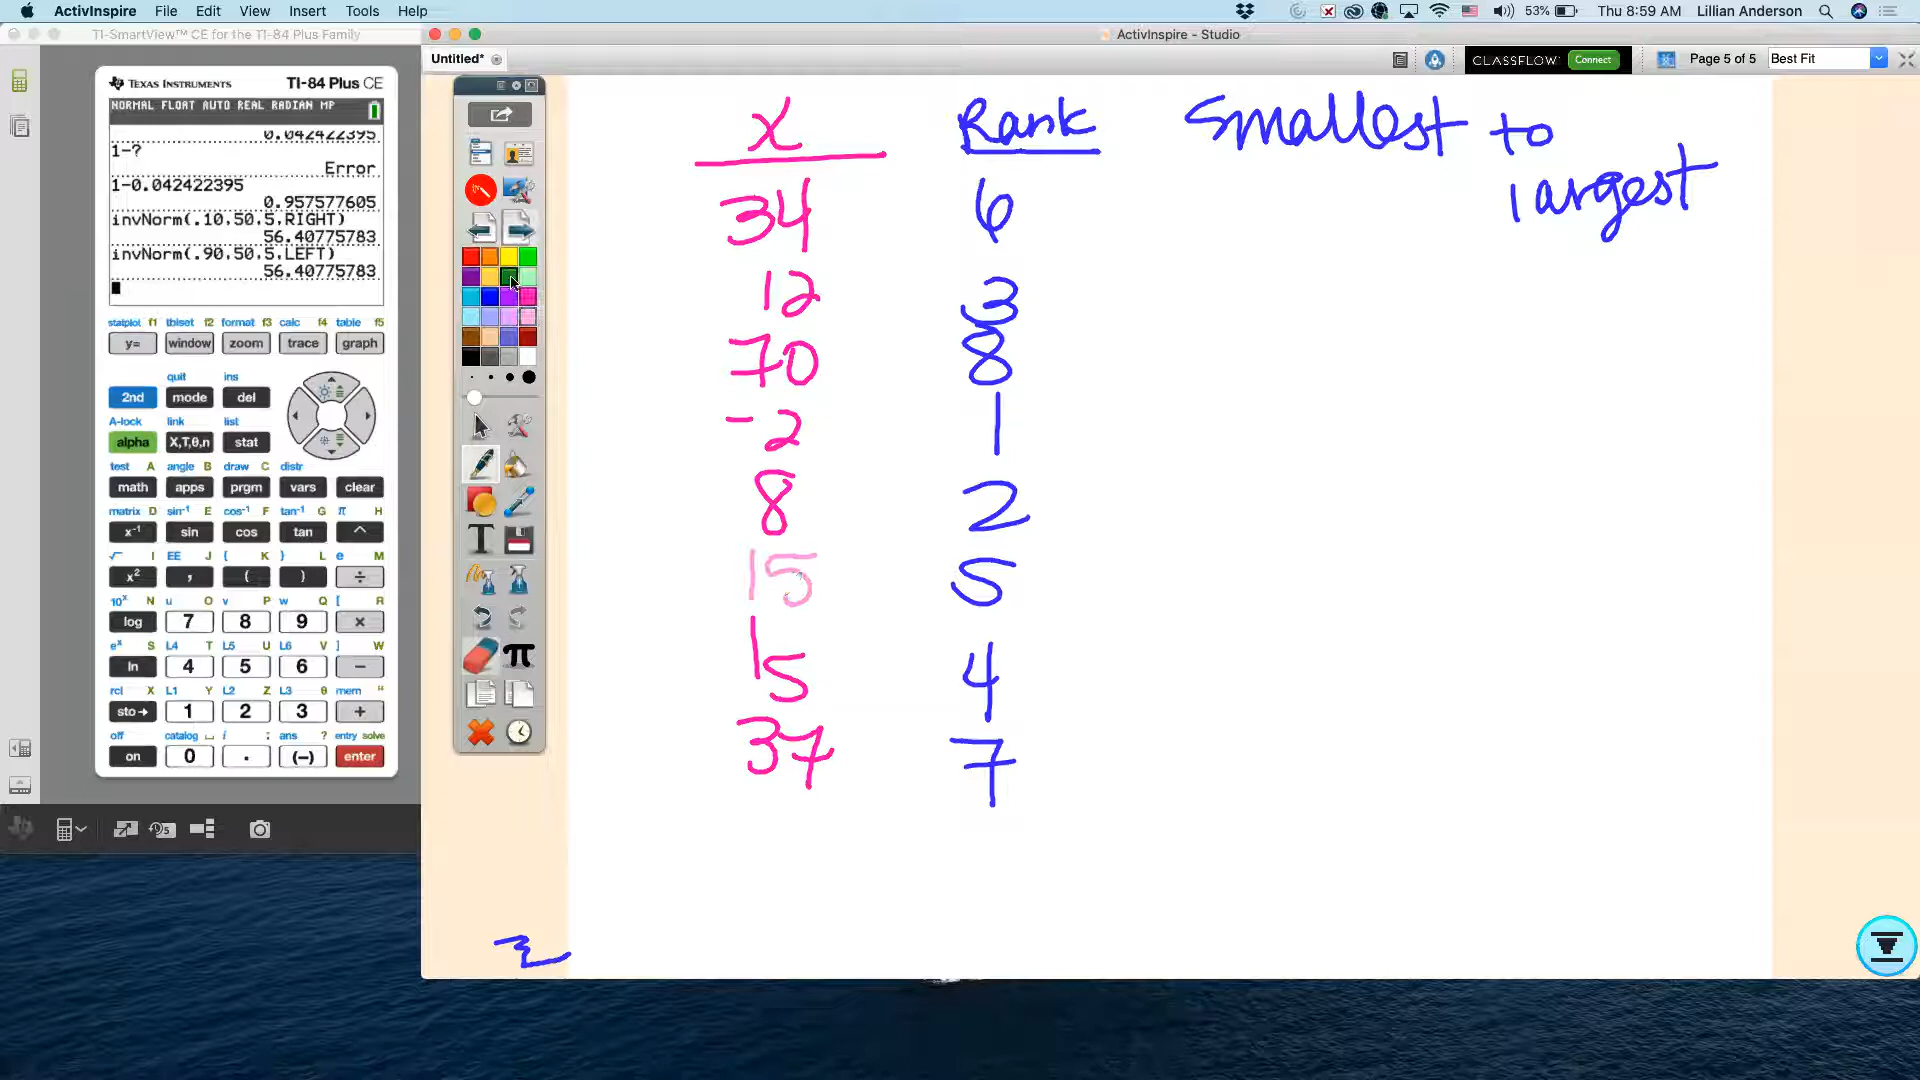 ActivInspire File Edit View Insert Tools Help 53% Thu 8:59 AM Lillian Anderson
TI-SmartView™ CE for the TI-84 Plus Family
ActivInspire - Studio
Untitled*
CLASSFLOW Connect Page 5 of 5 Best Fit
TEXAS INSTRUMENTS TI-84 Plus CE
NORMAL FLOAT AUTO REAL RADIAN MP
0.042422395
1-?
Error
1-0.042422395
0.957577605
invNorm(.10,50,5,RIGHT)
56.40775783
invNorm(.90,50,5,LEFT)
56.40775783
statplot f1 tblset f2 format f3 calc f4 table f5
y= window zoom trace graph
quit ins
2nd mode del
A-lock link list
alpha X,T,θ,n stat
test A angle B draw C distr
math apps prgm vars clear
matrix D sin⁻¹ E cos⁻¹ F tan⁻¹ G π H
x⁻¹ sin cos tan ^
√ I EE J { K } L e M
x² , ( ) ÷
10ˣ N u O v P w Q [ R
log 7 8 9 ×
eˣ S L4 T L5 U L6 V ] W
ln 4 5 6 −
rcl X L1 Y L2 Z L3 θ mem "
sto→ 1 2 3 +
off catalog i : ans ? entry solve
on 0 . (−) enter
T
π
x Rank Smallest to
largest
34 6
12 3
70 8
-2 1
8 2
15 5
15 4
37 7